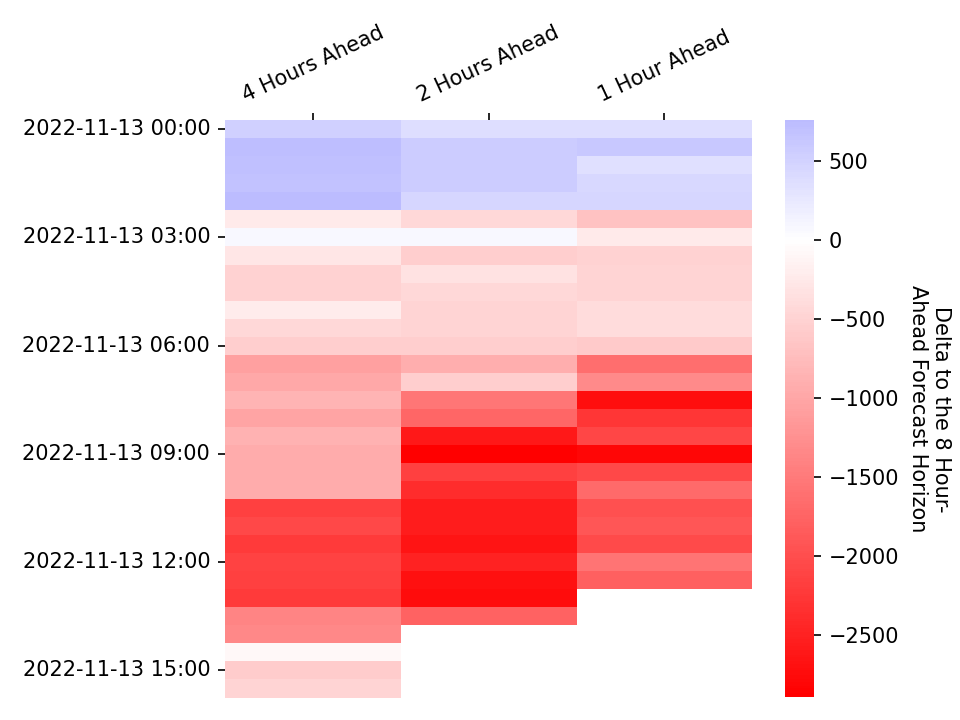 4 Hours Ahead
2 Hours Ahead
1 Hour Ahead
2022-11-13 00:00
2022-11-13 03:00
2022-11-13 06:00
2022-11-13 09:00
2022-11-13 12:00
2022-11-13 15:00
500
0
−500
−1000
−1500
−2000
−2500
Delta to the 8 Hour-
Ahead Forecast Horizon